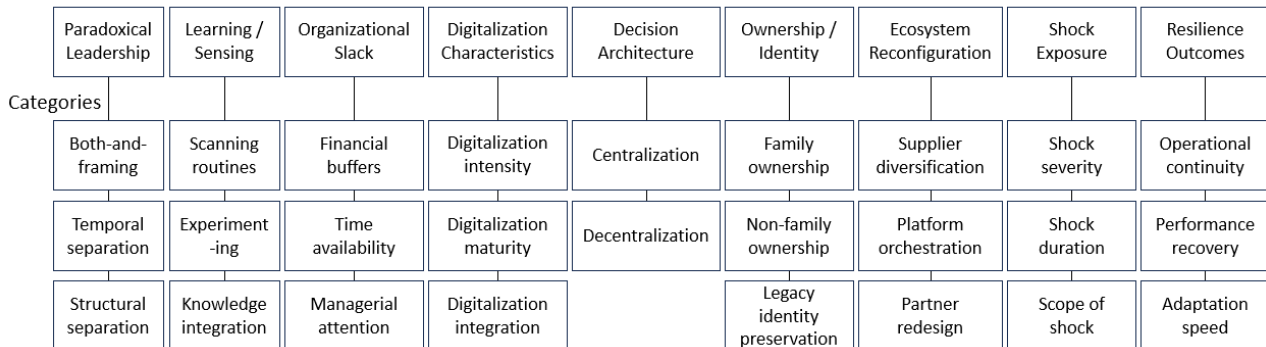 Paradoxical
Leadership
Learning /
Sensing
Organizational
Slack
Digitalization
Characteristics
Decision
Architecture
Ownership /
Identity
Ecosystem
Reconfiguration
Shock
Exposure
Resilience
Outcomes
Categories
Both-and-
framing
Scanning
routines
Financial
buffers
Digitalization
intensity
Centralization
Family
ownership
Supplier
diversification
Shock
severity
Operational
continuity
Temporal
separation
Experiment
-ing
Time
availability
Digitalization
maturity
Decentralization
Non-family
ownership
Platform
orchestration
Shock
duration
Performance
recovery
Structural
separation
Knowledge
integration
Managerial
attention
Digitalization
integration
Legacy
identity
preservation
Partner
redesign
Scope of
shock
Adaptation
speed